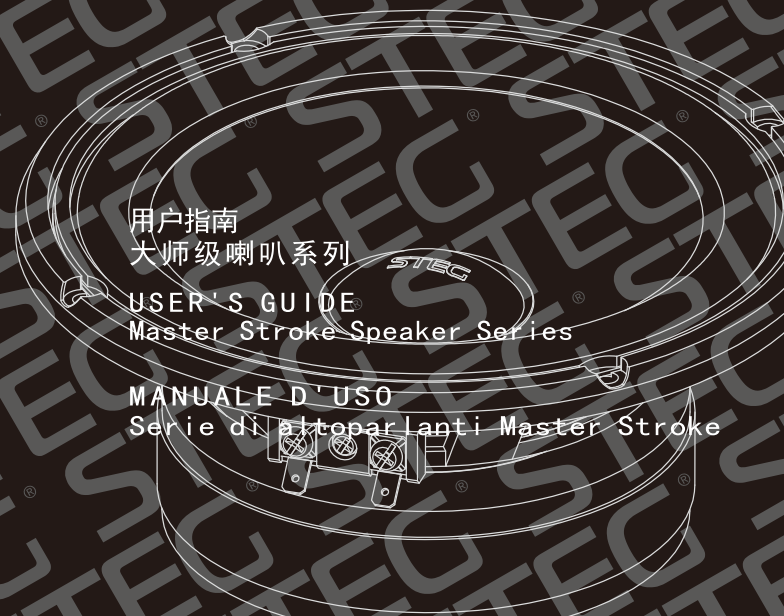 用户指南
大师级喇叭系列
STEG
USER'S GUIDE
Master Stroke Speaker Series
MANUALE D'USO
Serie di altoparlanti Master Stroke